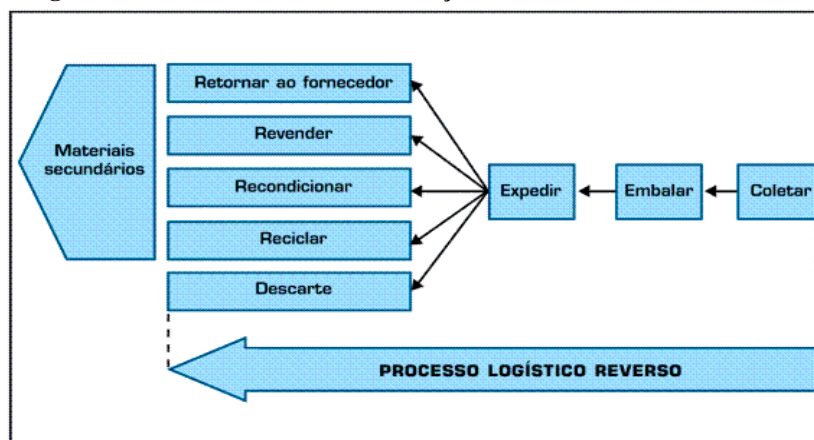 Retornar ao fornecedor
Revender
Materiais
secundários
Recondicionar
Expedir
Embalar
Coletar
Reciclar
Descarte
PROCESSO LOGÍSTICO REVERSO